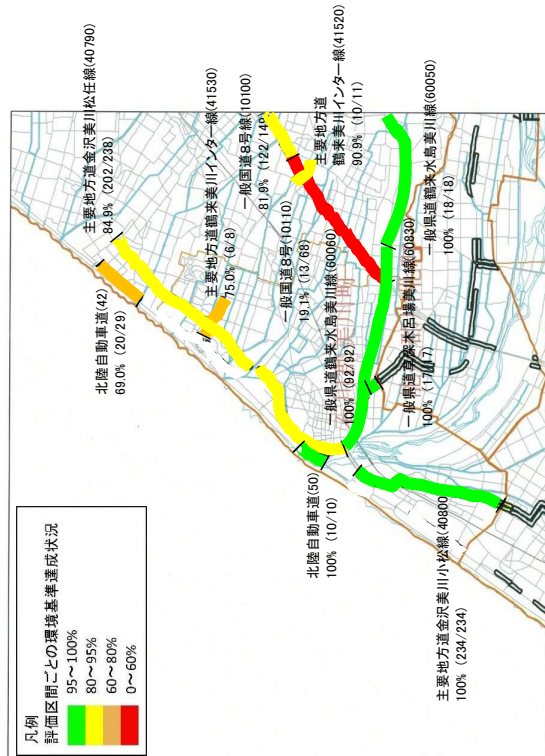 凡例
評価区間ごとの環境基準達成状況
95～100%
80～95%
60～80%
0～60%
北陸自動車道(42)
69.0% (20/29)
主要地方道金沢美川松任線(40790)
84.9% (202/238)
主要地方道鶴来美川インター線(41530)
75.0% (6/8)
一般国道8号線(10100)
81.9% (122/149)
一般国道8号(10110)
19.1% (13/68)
主要地方道
鶴来美川インター線(41520)
90.9% (10/11)
北陸自動車道(50)
100% (10/10)
一般県道鶴来水島美川線(60060)
100% (92/92)
一般県道草深木呂場美川線(60830)
100% (17/17)
一般県道鶴来水島美川線(60050)
100% (18/18)
主要地方道金沢美川小松線(40800)
100% (234/234)